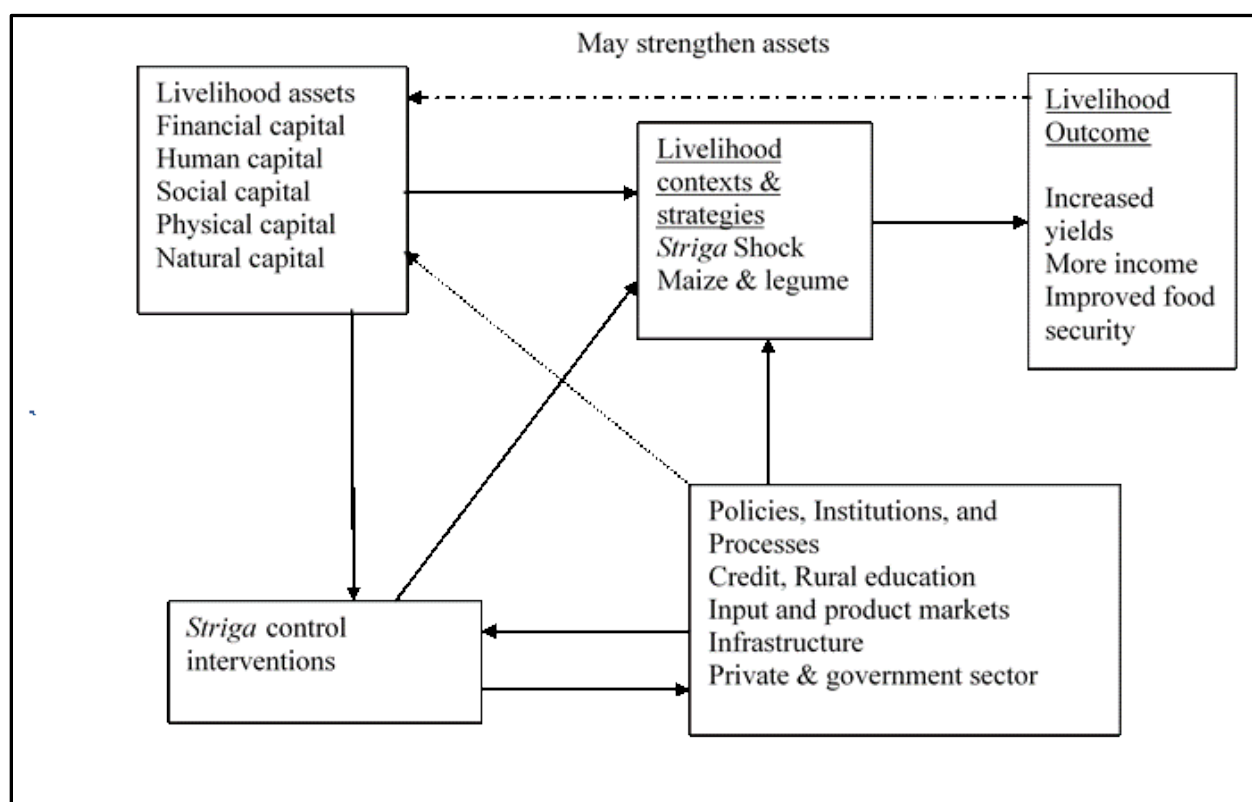 May strengthen assets
Livelihood assets
Financial capital
Human capital
Social capital
Physical capital
Natural capital
Livelihood
contexts &
strategies
Striga Shock
Maize & legume
Livelihood
Outcome
Increased
yields
More income
Improved food
security
Policies, Institutions, and
Processes
Credit, Rural education
Input and product markets
Infrastructure
Private & government sector
Striga control
interventions